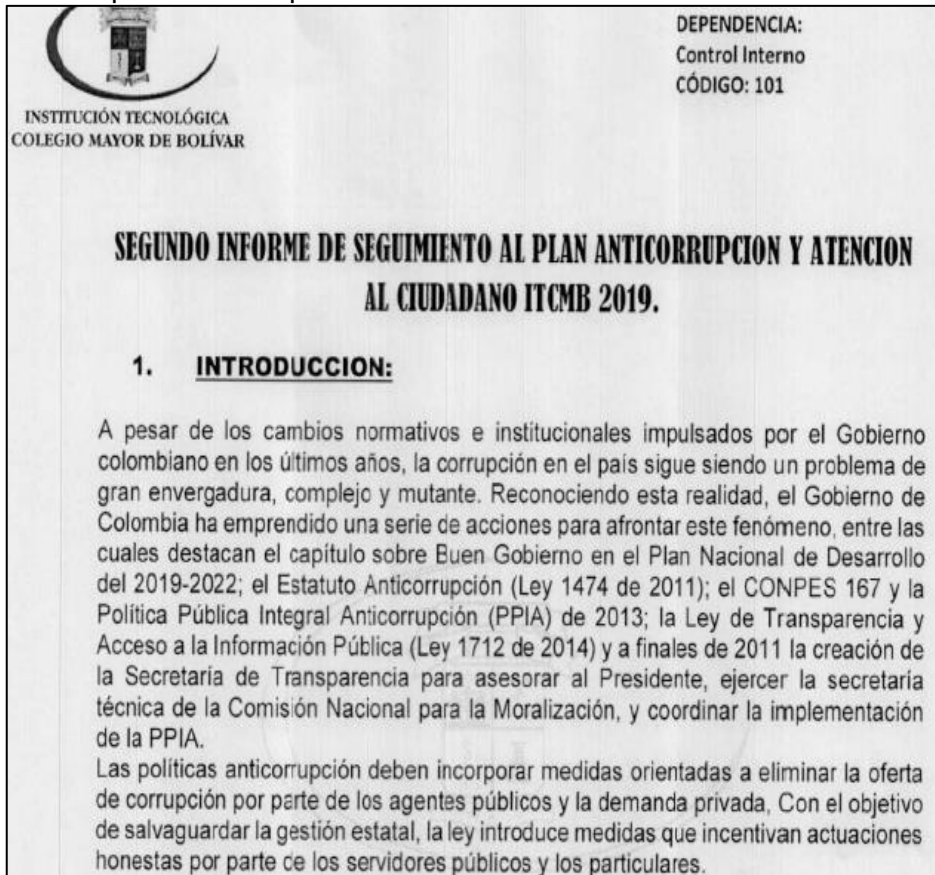 DEPENDENCIA:
Control Interno
CÓDIGO: 101
INSTITUCIÓN TECNOLÓGICA
COLEGIO MAYOR DE BOLÍVAR
SEGUNDO INFORME DE SEGUIMIENTO AL PLAN ANTICORRUPCION Y ATENCION
AL CIUDADANO ITCMB 2019.
1. INTRODUCCION:
A pesar de los cambios normativos e institucionales impulsados por el Gobierno
colombiano en los últimos años, la corrupción en el país sigue siendo un problema de
gran envergadura, complejo y mutante. Reconociendo esta realidad, el Gobierno de
Colombia ha emprendido una serie de acciones para afrontar este fenómeno, entre las
cuales destacan el capítulo sobre Buen Gobierno en el Plan Nacional de Desarrollo
del 2019-2022; el Estatuto Anticorrupción (Ley 1474 de 2011); el CONPES 167 y la
Política Pública Integral Anticorrupción (PPIA) de 2013; la Ley de Transparencia y
Acceso a la Información Pública (Ley 1712 de 2014) y a finales de 2011 la creación de
la Secretaría de Transparencia para asesorar al Presidente, ejercer la secretaría
técnica de la Comisión Nacional para la Moralización, y coordinar la implementación
de la PPIA.
Las políticas anticorrupción deben incorporar medidas orientadas a eliminar la oferta
de corrupción por parte de los agentes públicos y la demanda privada, Con el objetivo
de salvaguardar la gestión estatal, la ley introduce medidas que incentivan actuaciones
honestas por parte de los servidores públicos y los particulares.